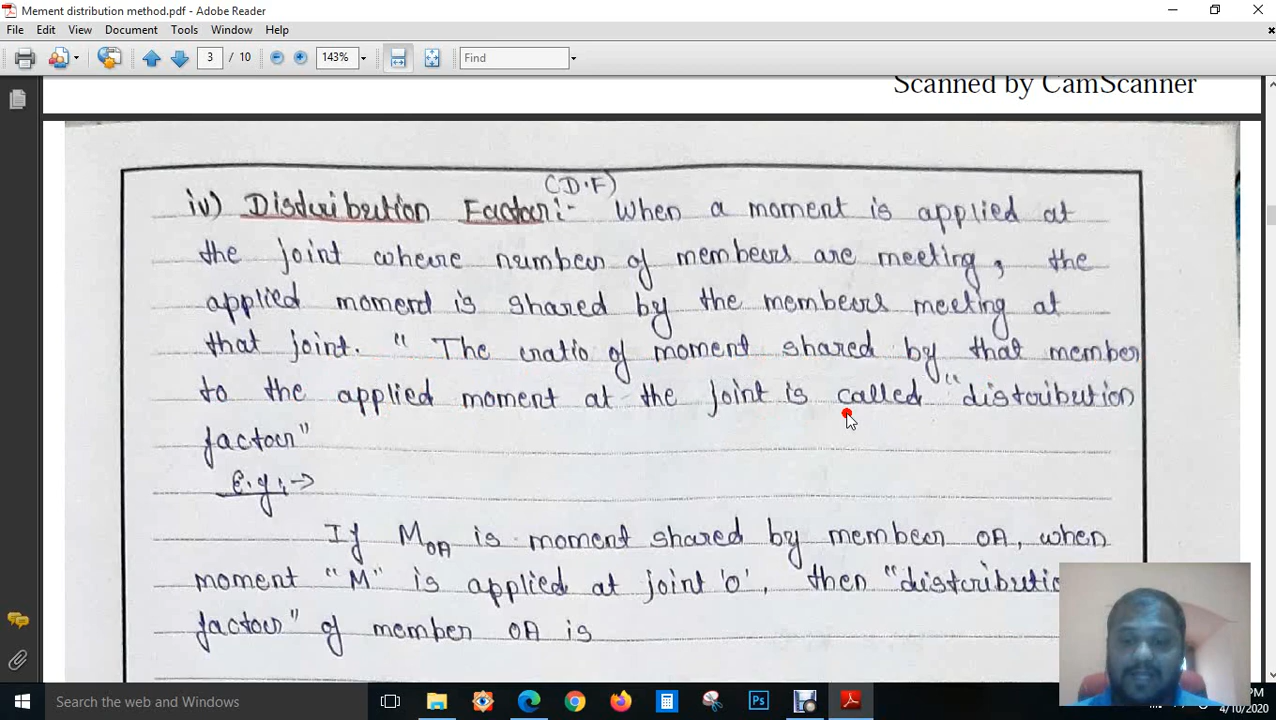 Mement distribution method.pdf - Adobe Reader
File Edit View Document Tools Window Help
3 / 10 143% Find
Scanned by CamScanner
(D.F)
iv) Distribution Factor:- When a moment is applied at
the joint where number of members are meeting, the
applied moment is shared by the members meeting at
that joint. " The ratio of moment shared by that member
to the applied moment at the joint is called "distribution
factor"
e.g; →
If MOA is moment shared by member OA, when
moment "M" is applied at joint 'O', then "distributio
factor" of member OA is
Search the web and Windows
Ps
PM
4/10/2020